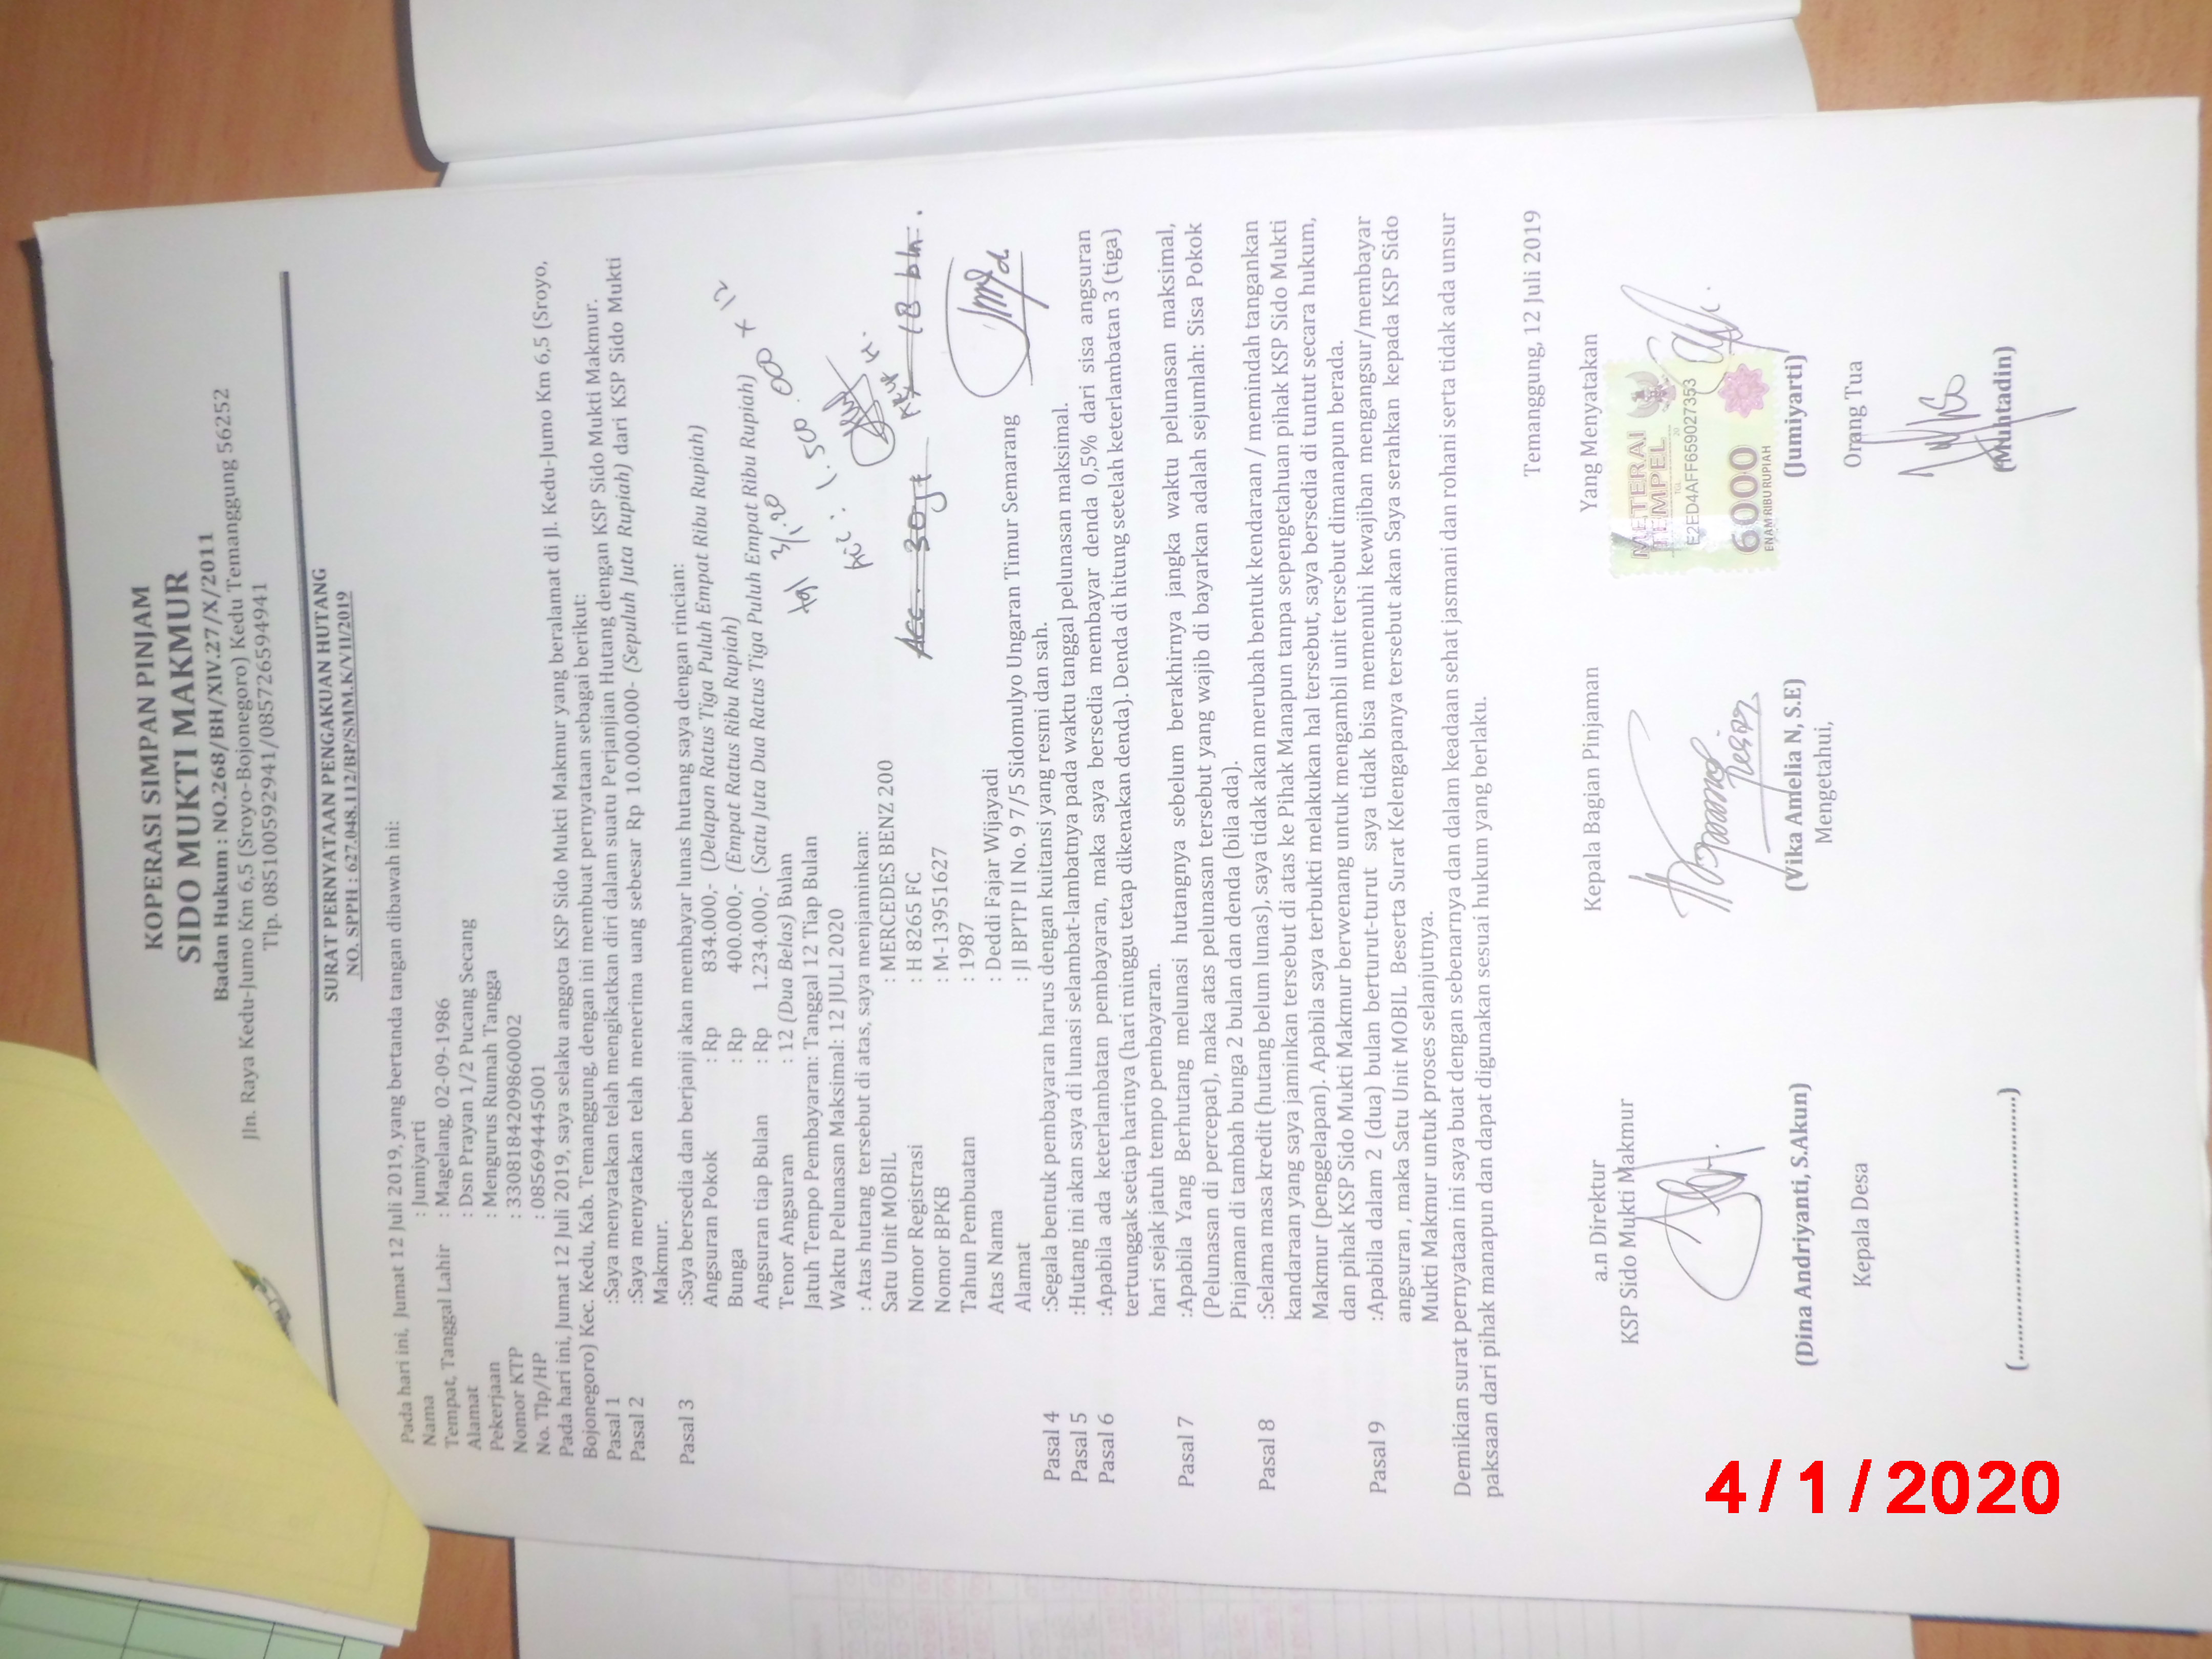 KOPERASI SIMPAN PINJAM
SIDO MUKTI MAKMUR
Badan Hukum : NO.268/BH/XIV.27/X/2011
Jln. Raya Kedu-Jumo Km 6,5 (Sroyo-Bojonegoro) Kedu Temanggung 56252
Tlp. 085100592941/085726594941
SURAT PERNYATAAN PENGAKUAN HUTANG
NO. SPPH : 627.048.112/BP/SMM.K/VII/2019
Pada hari ini, Jumat 12 Juli 2019, yang bertanda tangan dibawah ini:
Nama : Jumiyarti
Tempat, Tanggal Lahir : Magelang, 02-09-1986
Alamat : Dsn Prayan 1/2 Pucang Secang
Pekerjaan : Mengurus Rumah Tangga
Nomor KTP : 3308184209860002
No. Tlp/HP : 085694445001
Pada hari ini, Jumat 12 Juli 2019, saya selaku anggota KSP Sido Mukti Makmur yang beralamat di Jl. Kedu-Jumo Km 6,5 (Sroyo,
Bojonegoro) Kec. Kedu, Kab. Temanggung, dengan ini membuat pernyataan sebagai berikut:
Pasal 1 :Saya menyatakan telah mengikatkan diri dalam suatu Perjanjian Hutang dengan KSP Sido Mukti Makmur.
Pasal 2 :Saya menyatakan telah menerima uang sebesar Rp 10.000.000- (Sepuluh Juta Rupiah) dari KSP Sido Mukti
Makmur.
Pasal 3 :Saya bersedia dan berjanji akan membayar lunas hutang saya dengan rincian:
Angsuran Pokok : Rp 834.000,- (Delapan Ratus Tiga Puluh Empat Ribu Rupiah)
Bunga : Rp 400.000,- (Empat Ratus Ribu Rupiah)
Angsuran tiap Bulan : Rp 1.234.000,- (Satu Juta Dua Ratus Tiga Puluh Empat Ribu Rupiah)
Tenor Angsuran : 12 (Dua Belas) Bulan
Jatuh Tempo Pembayaran: Tanggal 12 Tiap Bulan
Waktu Pelunasan Maksimal: 12 JULI 2020
tgl 3/1.20
1.500.000 + 12
: Atas hutang tersebut di atas, saya menjaminkan:
Satu Unit MOBIL : MERCEDES BENZ 200
Nomor Registrasi : H 8265 FC
Nomor BPKB : M-13951627
Tahun Pembuatan : 1987
Atas Nama : Deddi Fajar Wijayadi
Alamat : Jl BPTP II No. 9 7/5 Sidomulyo Ungaran Timur Semarang
Acc. 30 jt 18 bln.
Pasal 4 :Segala bentuk pembayaran harus dengan kuitansi yang resmi dan sah.
Pasal 5 :Hutang ini akan saya di lunasi selambat-lambatnya pada waktu tanggal pelunasan maksimal.
Pasal 6 :Apabila ada keterlambatan pembayaran, maka saya bersedia membayar denda 0,5% dari sisa angsuran
tertunggak setiap harinya (hari minggu tetap dikenakan denda). Denda di hitung setelah keterlambatan 3 (tiga)
hari sejak jatuh tempo pembayaran.
Pasal 7 :Apabila Yang Berhutang melunasi hutangnya sebelum berakhirnya jangka waktu pelunasan maksimal,
(Pelunasan di percepat), maka atas pelunasan tersebut yang wajib di bayarkan adalah sejumlah: Sisa Pokok
Pinjaman di tambah bunga 2 bulan dan denda (bila ada).
Pasal 8 :Selama masa kredit (hutang belum lunas), saya tidak akan merubah bentuk kendaraan / memindah tangankan
kandaraan yang saya jaminkan tersebut di atas ke Pihak Manapun tanpa sepengetahuan pihak KSP Sido Mukti
Makmur (penggelapan). Apabila saya terbukti melakukan hal tersebut, saya bersedia di tuntut secara hukum,
dan pihak KSP Sido Mukti Makmur berwenang untuk mengambil unit tersebut dimanapun berada.
Pasal 9 :Apabila dalam 2 (dua) bulan berturut-turut saya tidak bisa memenuhi kewajiban mengangsur/membayar
angsuran , maka Satu Unit MOBIL Beserta Surat Kelengapanya tersebut akan Saya serahkan kepada KSP Sido
Mukti Makmur untuk proses selanjutnya.
Demikian surat pernyataan ini saya buat dengan sebenarnya dan dalam keadaan sehat jasmani dan rohani serta tidak ada unsur
paksaan dari pihak manapun dan dapat digunakan sesuai hukum yang berlaku.
Temanggung, 12 Juli 2019
a.n Direktur
KSP Sido Mukti Makmur
Kepala Bagian Pinjaman
Yang Menyatakan
METERAI
TEMPEL
TGL. 20
E2ED4AFF659027353
6000
ENAM RIBU RUPIAH
(Dina Andriyanti, S.Akun)
(Vika Amelia N, S.E)
(Jumiyarti)
Mengetahui,
Kepala Desa
Orang Tua
(................................................)
(Muhtadin)
4/1/2020